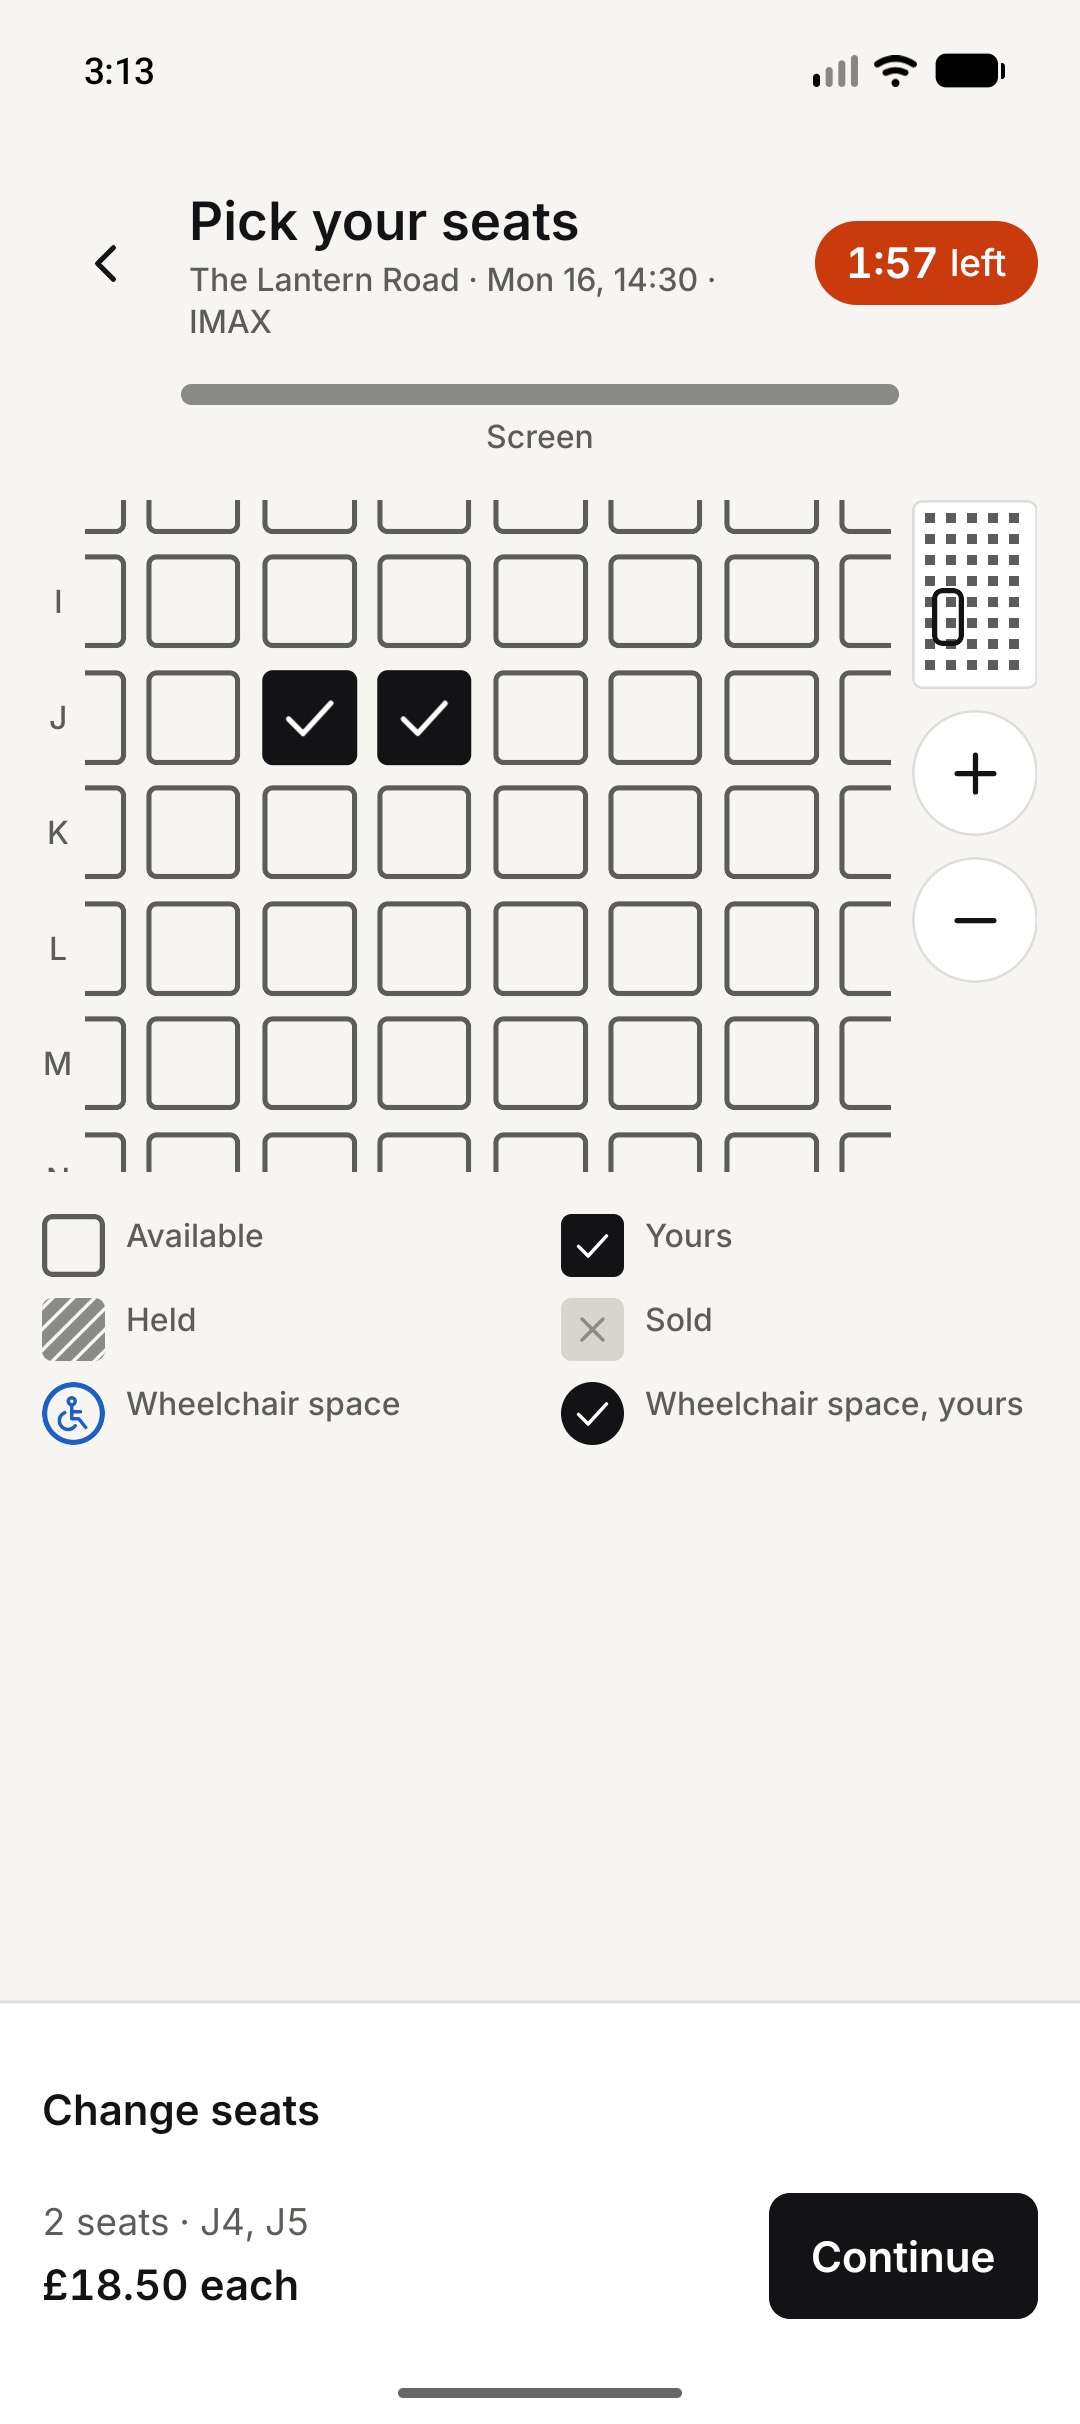 3:13
Pick your seats
1:57 left
The Lantern Road · Mon 16, 14:30 ·
IMAX
Screen
I
J
K
L
M
Available
Yours
Held
Sold
Wheelchair space
Wheelchair space, yours
Change seats
2 seats · J4, J5
£18.50 each
Continue